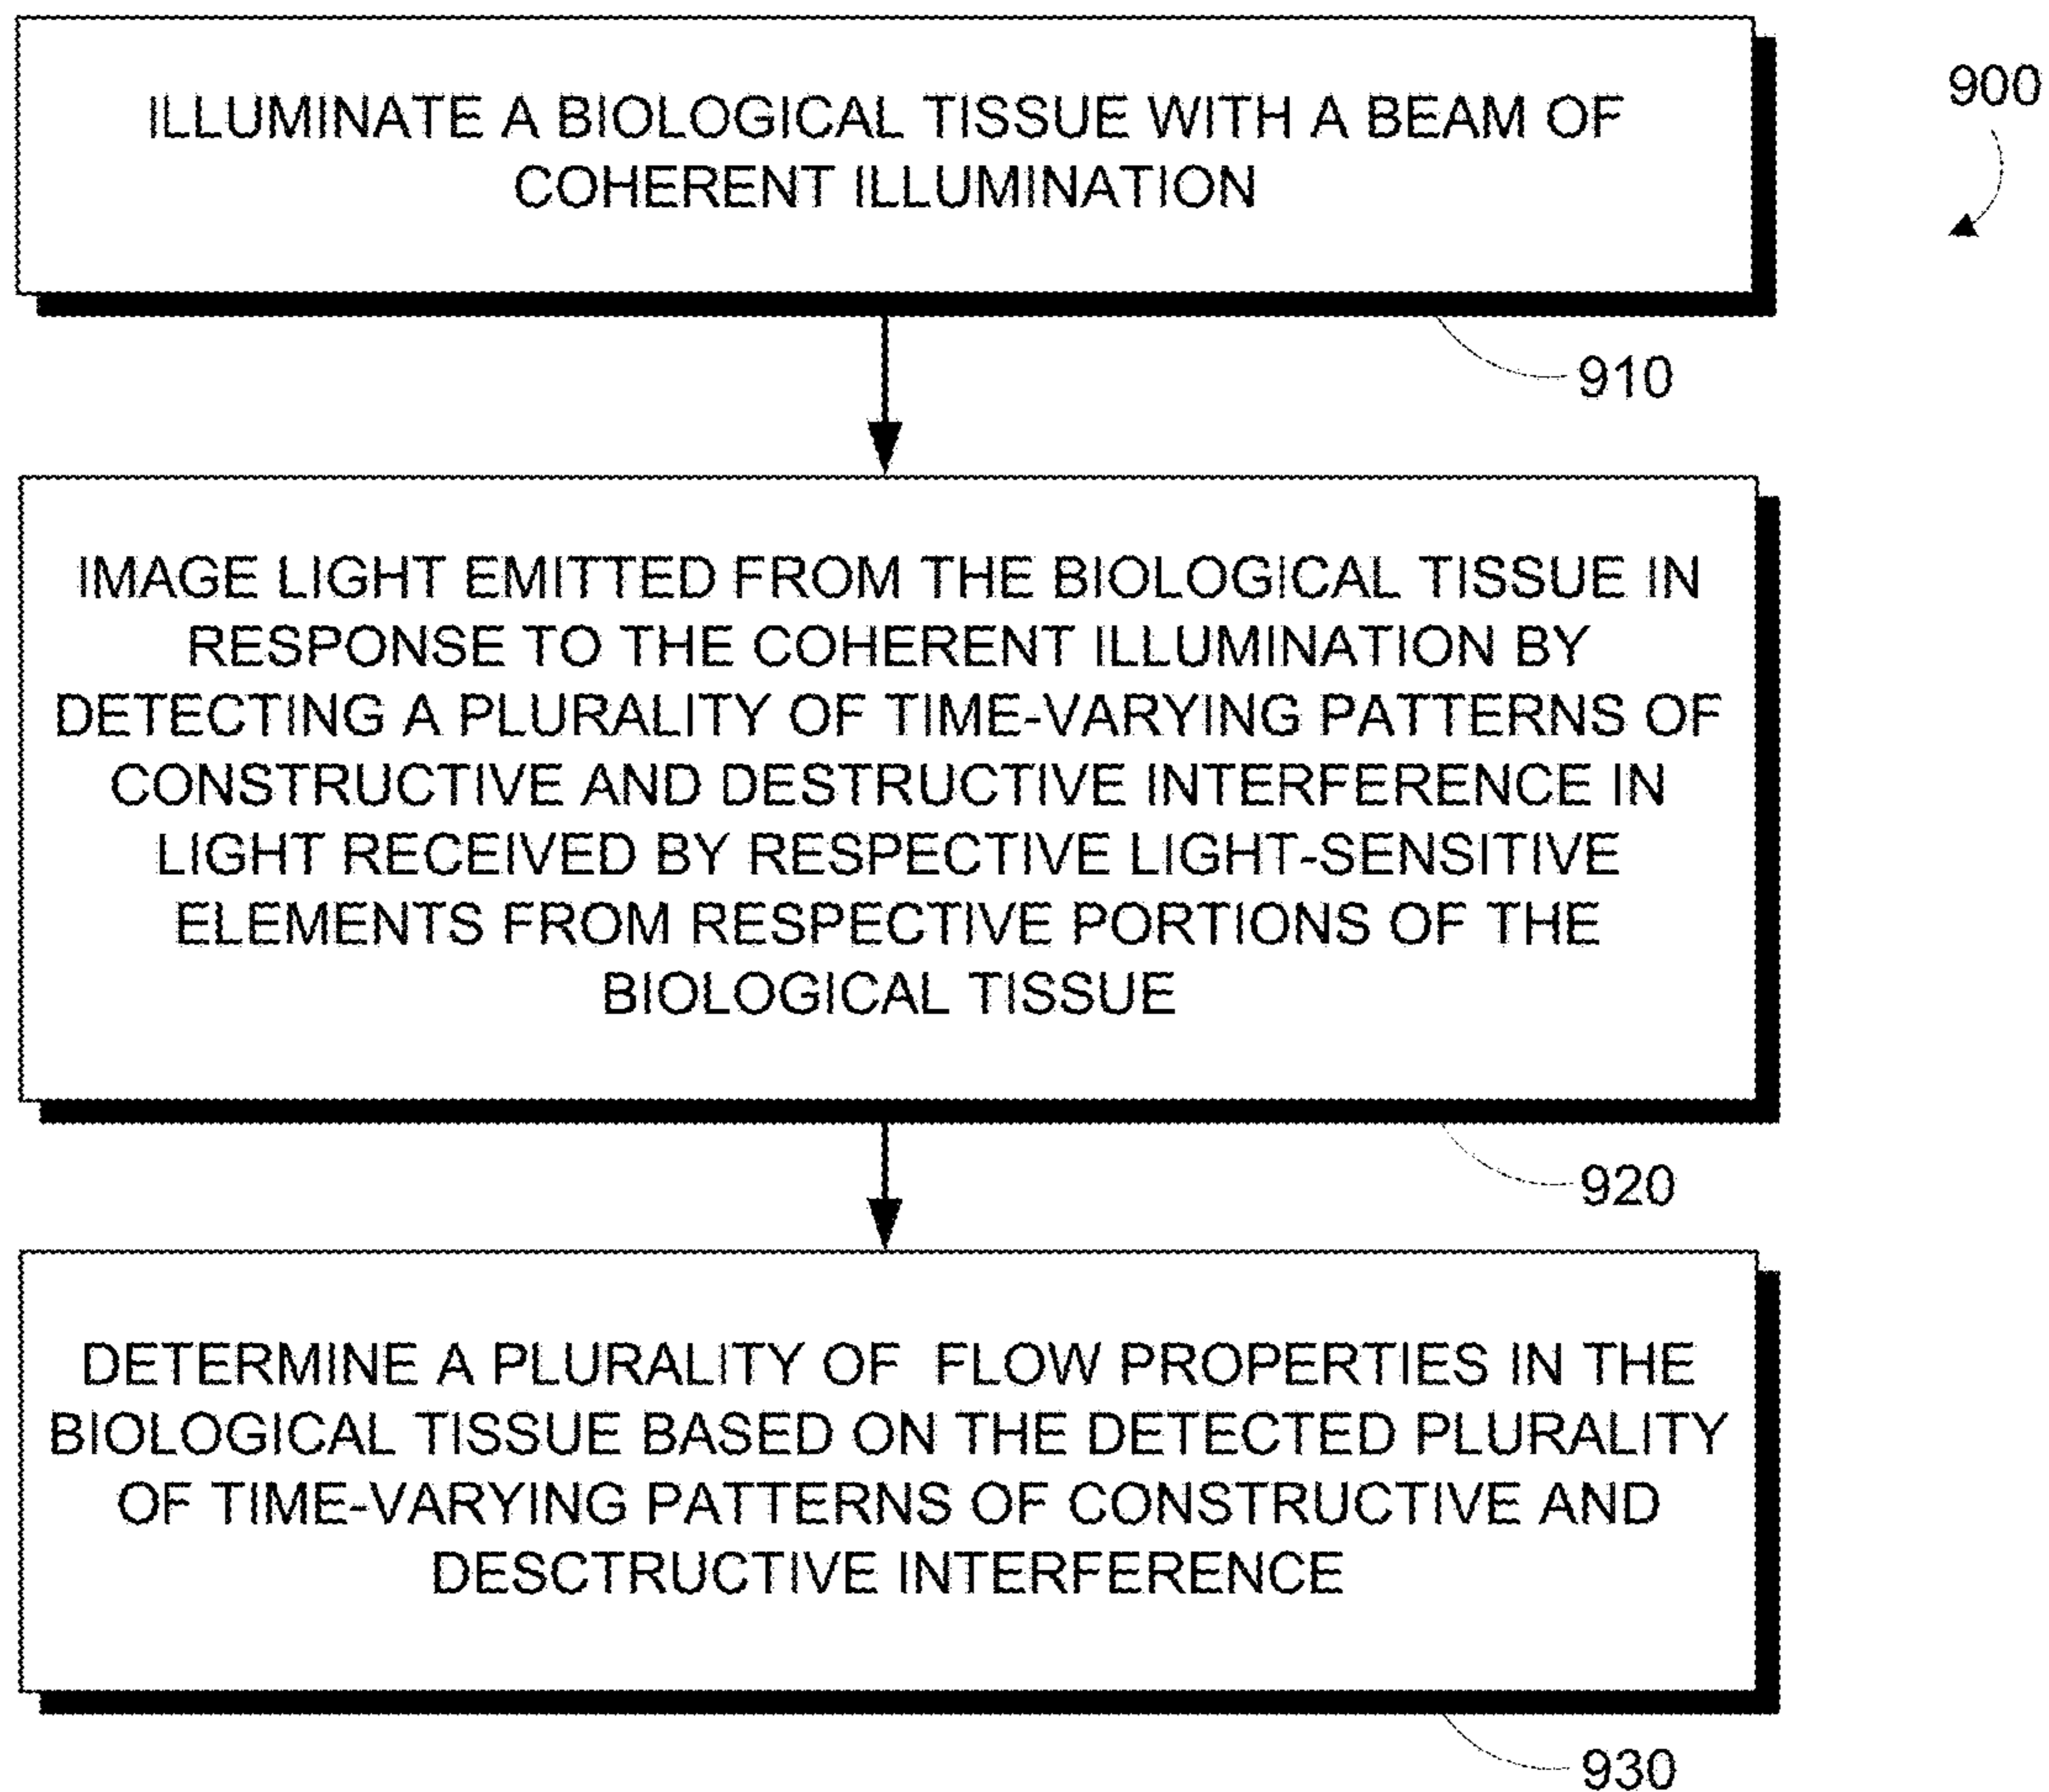 ILLUMINATE A BIOLOGICAL TISSUE WITH A BEAM OF
COHERENT ILLUMINATION
900
910
IMAGE LIGHT EMITTED FROM THE BIOLOGICAL TISSUE IN
RESPONSE TO THE COHERENT ILLUMINATION BY
DETECTING A PLURALITY OF TIME-VARYING PATTERNS OF
CONSTRUCTIVE AND DESTRUCTIVE INTERFERENCE IN
LIGHT RECEIVED BY RESPECTIVE LIGHT-SENSITIVE
ELEMENTS FROM RESPECTIVE PORTIONS OF THE
BIOLOGICAL TISSUE
920
DETERMINE A PLURALITY OF FLOW PROPERTIES IN THE
BIOLOGICAL TISSUE BASED ON THE DETECTED PLURALITY
OF TIME-VARYING PATTERNS OF CONSTRUCTIVE AND
DESCTRUCTIVE INTERFERENCE
930